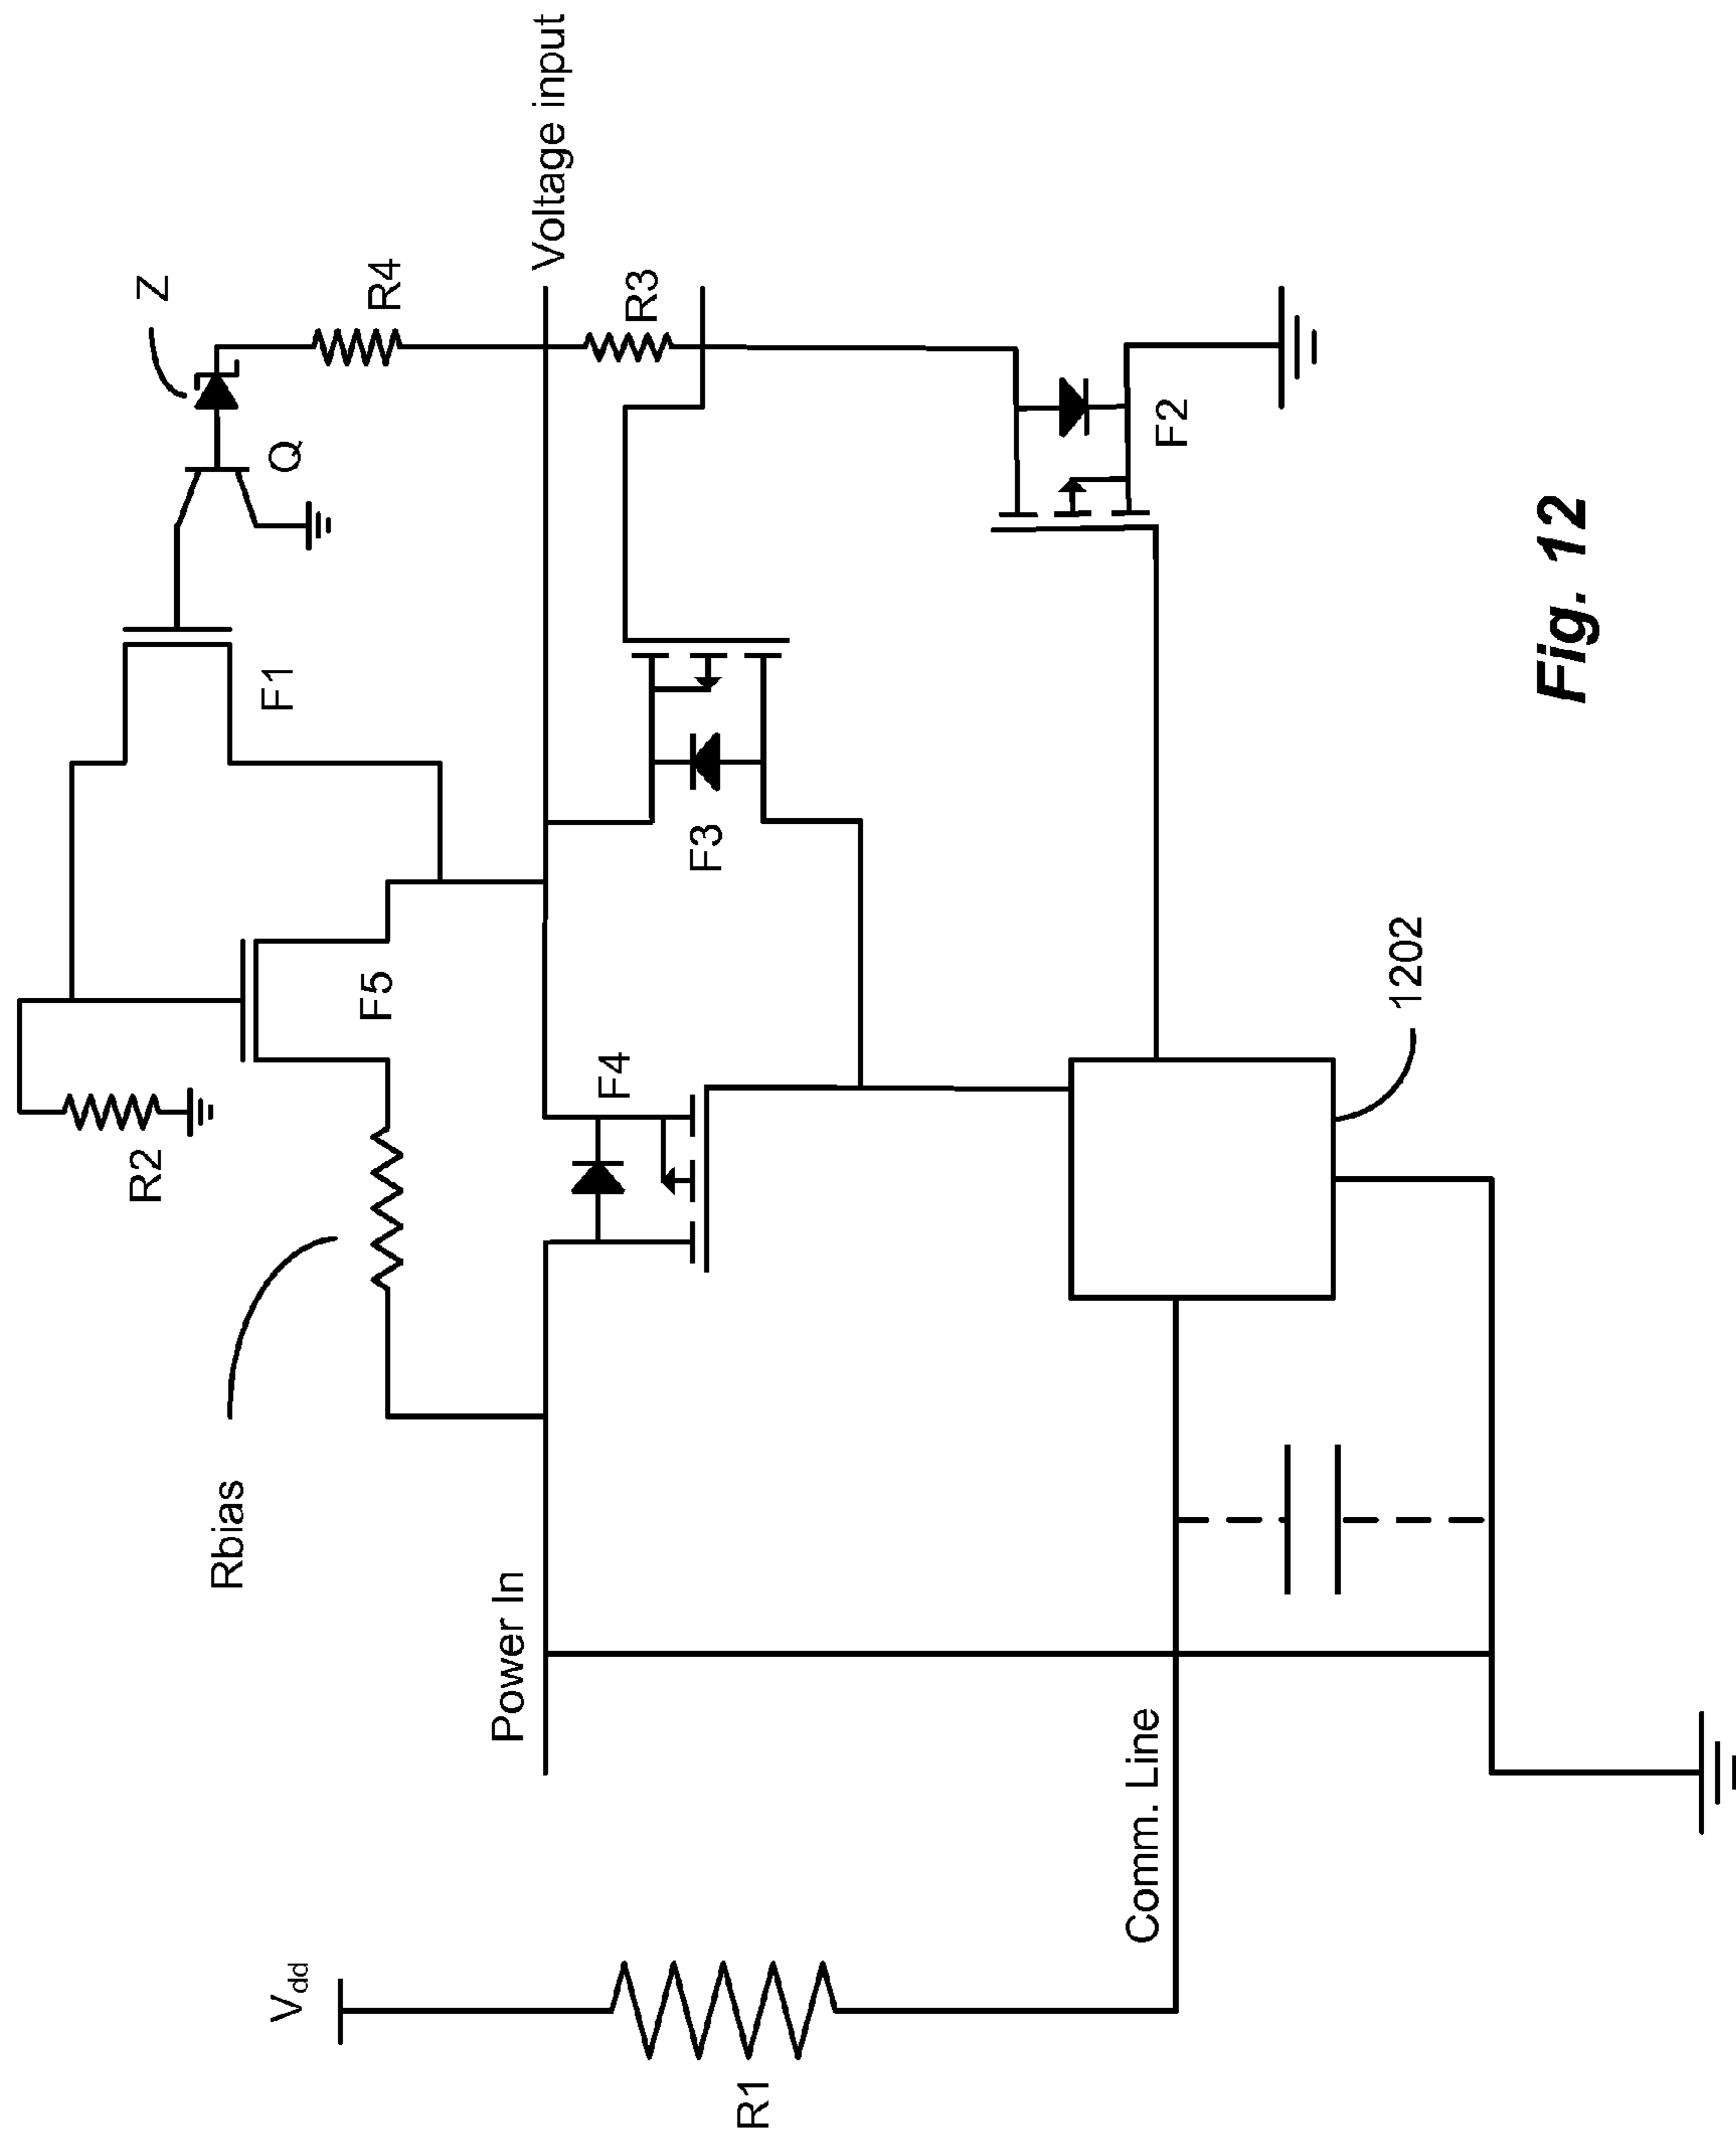 Z
R4
Voltage input
Q
R3
F1
F2
F3
F5
F4
R2
1202
Rbias
Power In
Comm. Line
Vdd
R1
Fig. 12